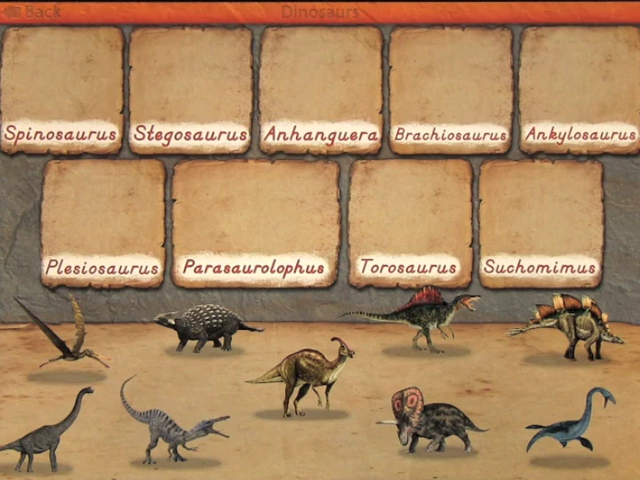 Back Dinosaurs
Spinosaurus Stegosaurus Anhanguera Brachiosaurus Ankylosaurus
Plesiosaurus Parasaurolophus Torosaurus Suchomimus